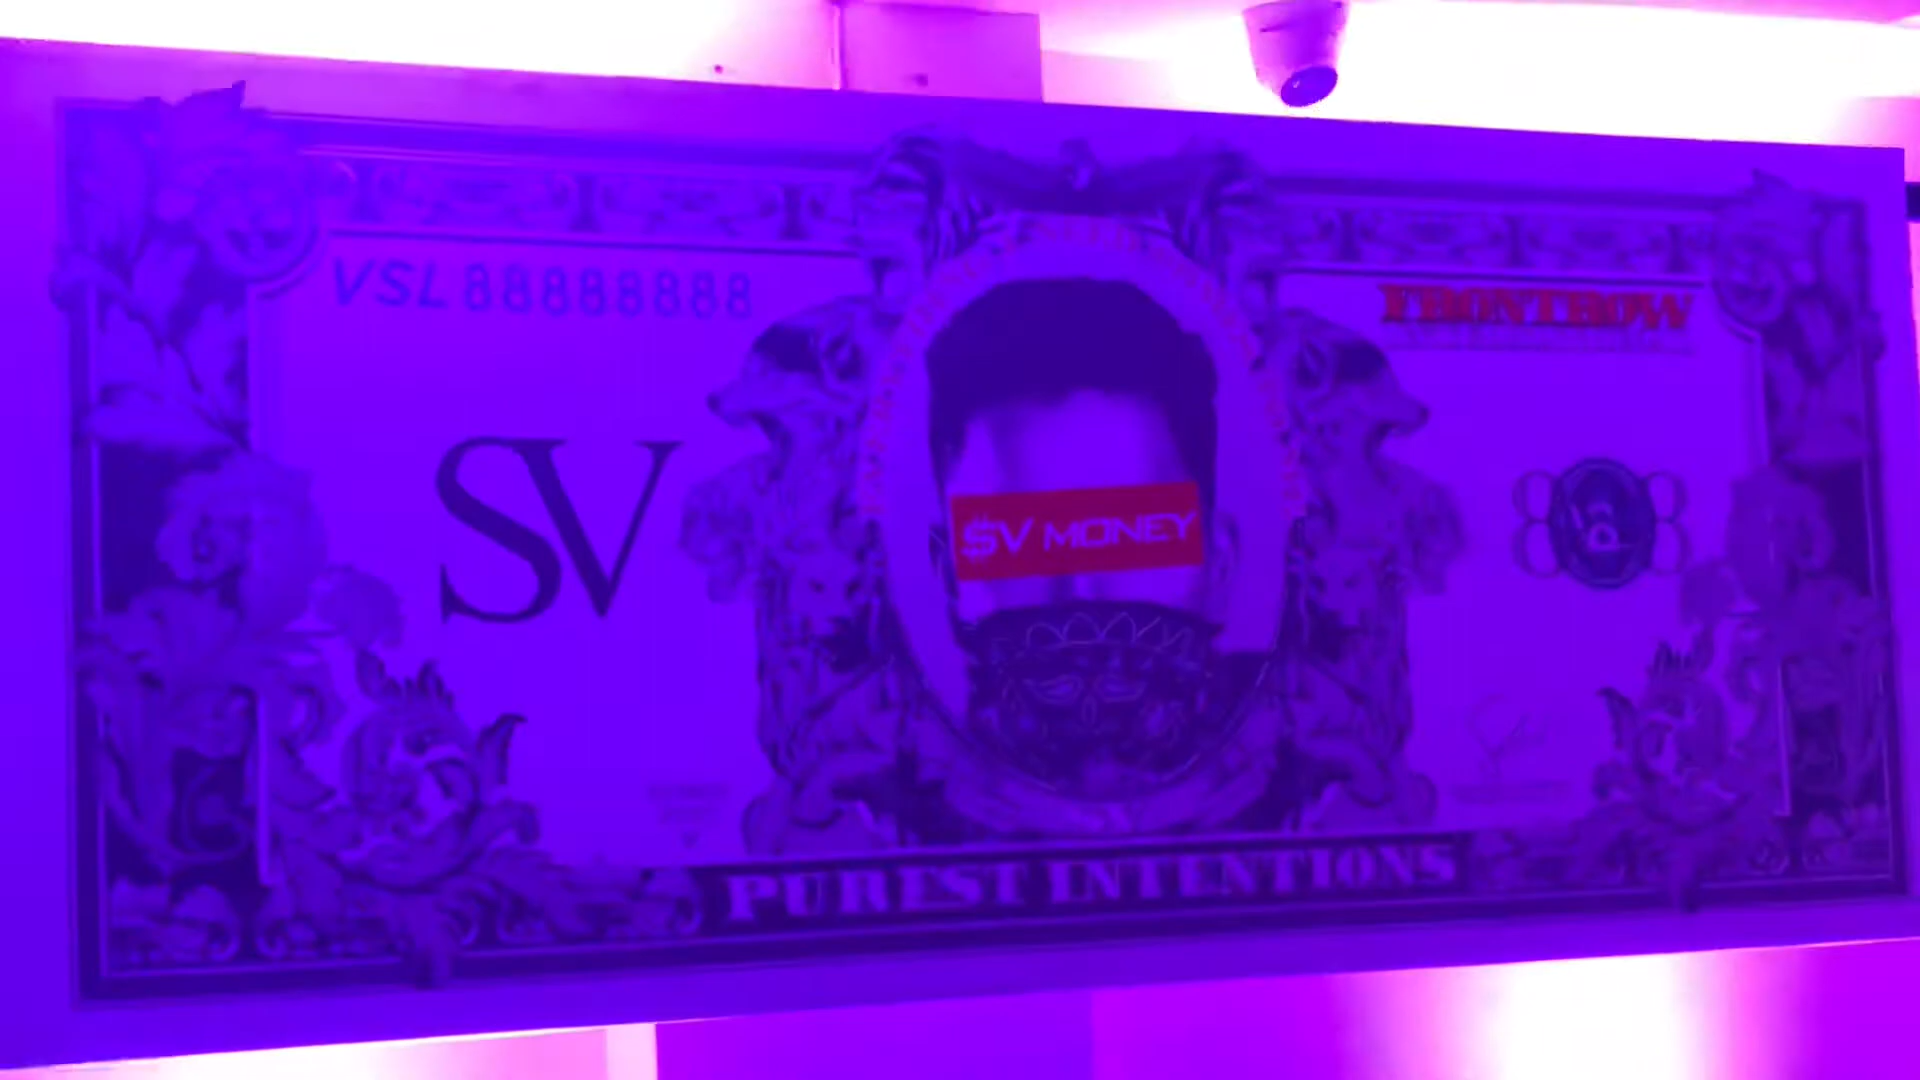 VSL 88888888
FRONTROW
SV
$V MONEY
PUREST INTENTIONS